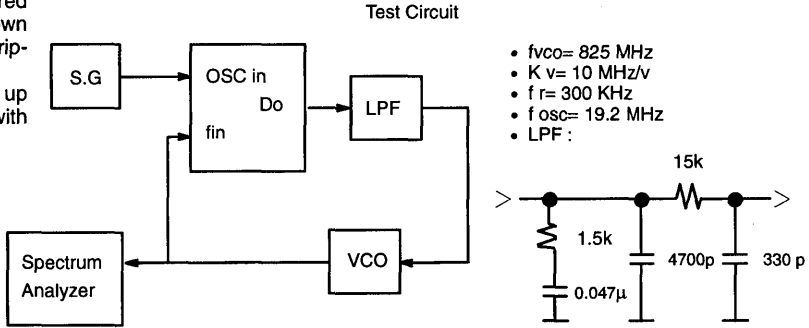 Test Circuit
S.G
OSC in
Do
fin
LPF
VCO
Spectrum
Analyzer
• fvco= 825 MHz
• K v= 10 MHz/v
• f r= 300 KHz
• f osc= 19.2 MHz
• LPF :
15k
1.5k
4700p
330 p
0.047µ
up